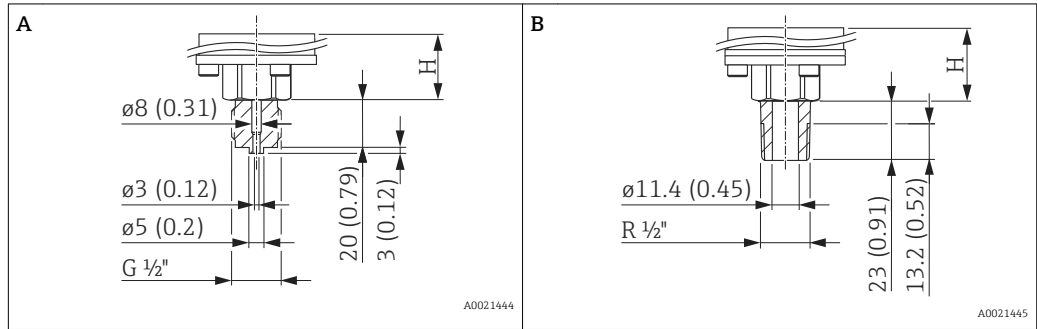 A
H
ø8 (0.31)
ø3 (0.12)
ø5 (0.2)
G ½"
20 (0.79)
3 (0.12)
A0021444
B
H
ø11.4 (0.45)
R ½"
23 (0.91)
13.2 (0.52)
A0021445